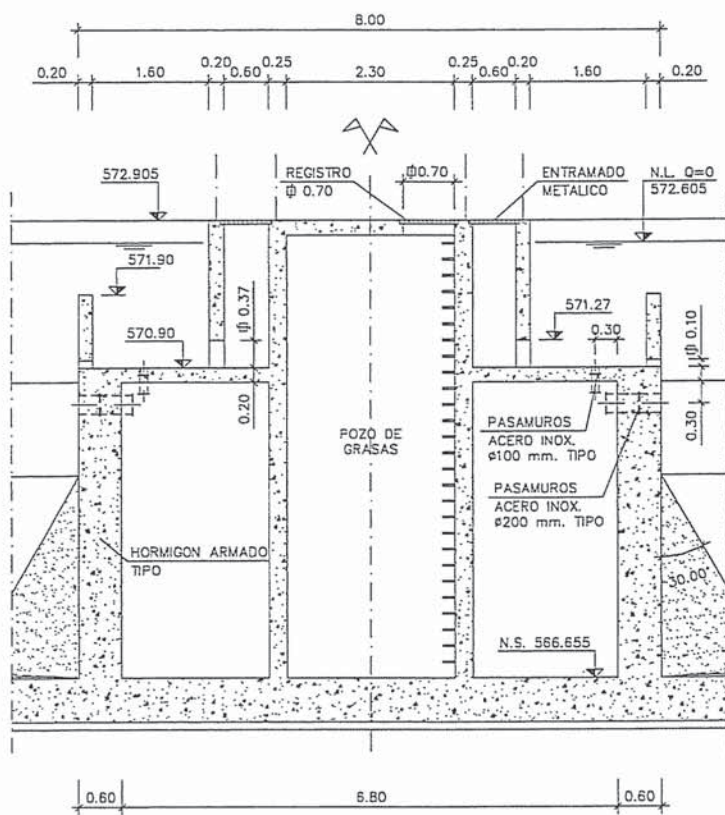 8.00
0.20 1.60 0.20 0.60 0.25 2.30 0.25 0.60 0.20 1.60 0.20
572.905
REGISTRO
ϕ 0.70
ϕ0.70
ENTRAMADO
METALICO
N.L. Q=0
572.605
571.90
570.90
ϕ 0.37
0.20
571.27
0.30
ϕ 0.10
0.30
POZO DE
GRASAS
PASAMUROS
ACERO INOX.
ø100 mm. TIPO
PASAMUROS
ACERO INOX.
ø200 mm. TIPO
HORMIGON ARMADO
TIPO
30.00
N.S. 566.655
0.60 6.80 0.60